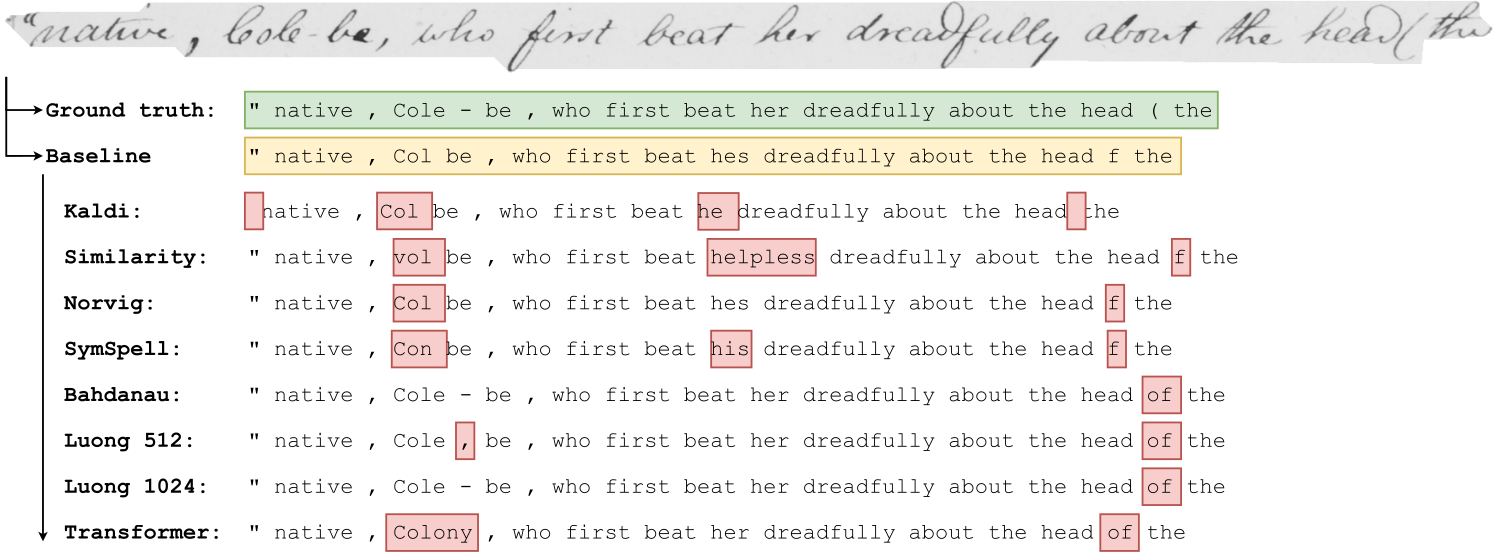 "native, Cole-be, who first beat her dreadfully about the head ( the
Ground truth: " native , Cole - be , who first beat her dreadfully about the head ( the
Baseline " native , Col be , who first beat hes dreadfully about the head f the
Kaldi: native , Col be , who first beat he dreadfully about the head the
Similarity: " native , vol be , who first beat helpless dreadfully about the head f the
Norvig: " native , Col be , who first beat hes dreadfully about the head f the
SymSpell: " native , Con be , who first beat his dreadfully about the head f the
Bahdanau: " native , Cole - be , who first beat her dreadfully about the head of the
Luong 512: " native , Cole , be , who first beat her dreadfully about the head of the
Luong 1024: " native , Cole - be , who first beat her dreadfully about the head of the
Transformer: " native , Colony , who first beat her dreadfully about the head of the